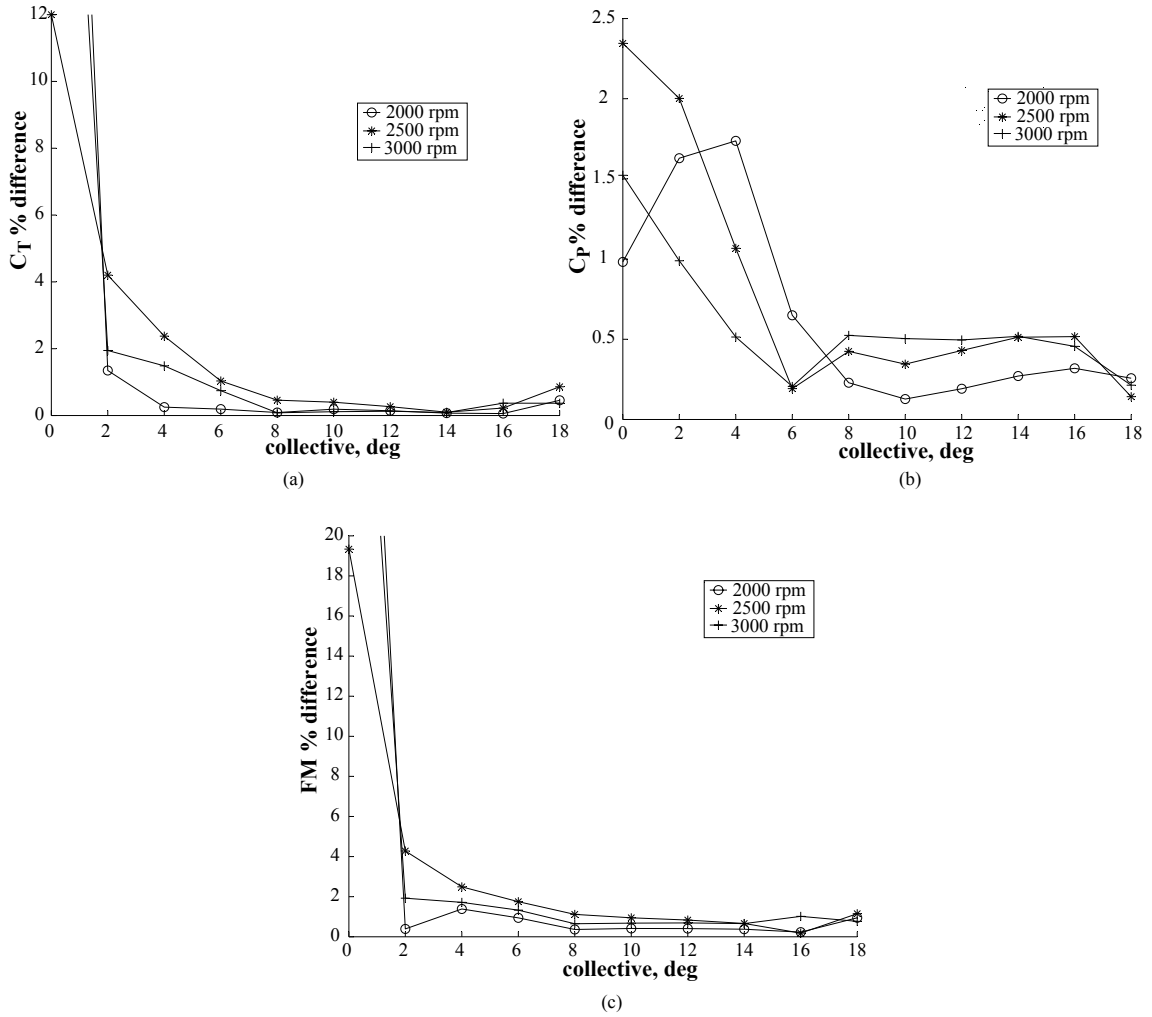 12
10
8
6
4
2
0
C_T % difference
2000 rpm
2500 rpm
3000 rpm
0 2 4 6 8 10 12 14 16 18
collective, deg
(a)
2.5
2
1.5
1
0.5
0
C_P % difference
2000 rpm
2500 rpm
3000 rpm
0 2 4 6 8 10 12 14 16 18
collective, deg
(b)
20
18
16
14
12
10
8
6
4
2
0
FM % difference
2000 rpm
2500 rpm
3000 rpm
0 2 4 6 8 10 12 14 16 18
collective, deg
(c)